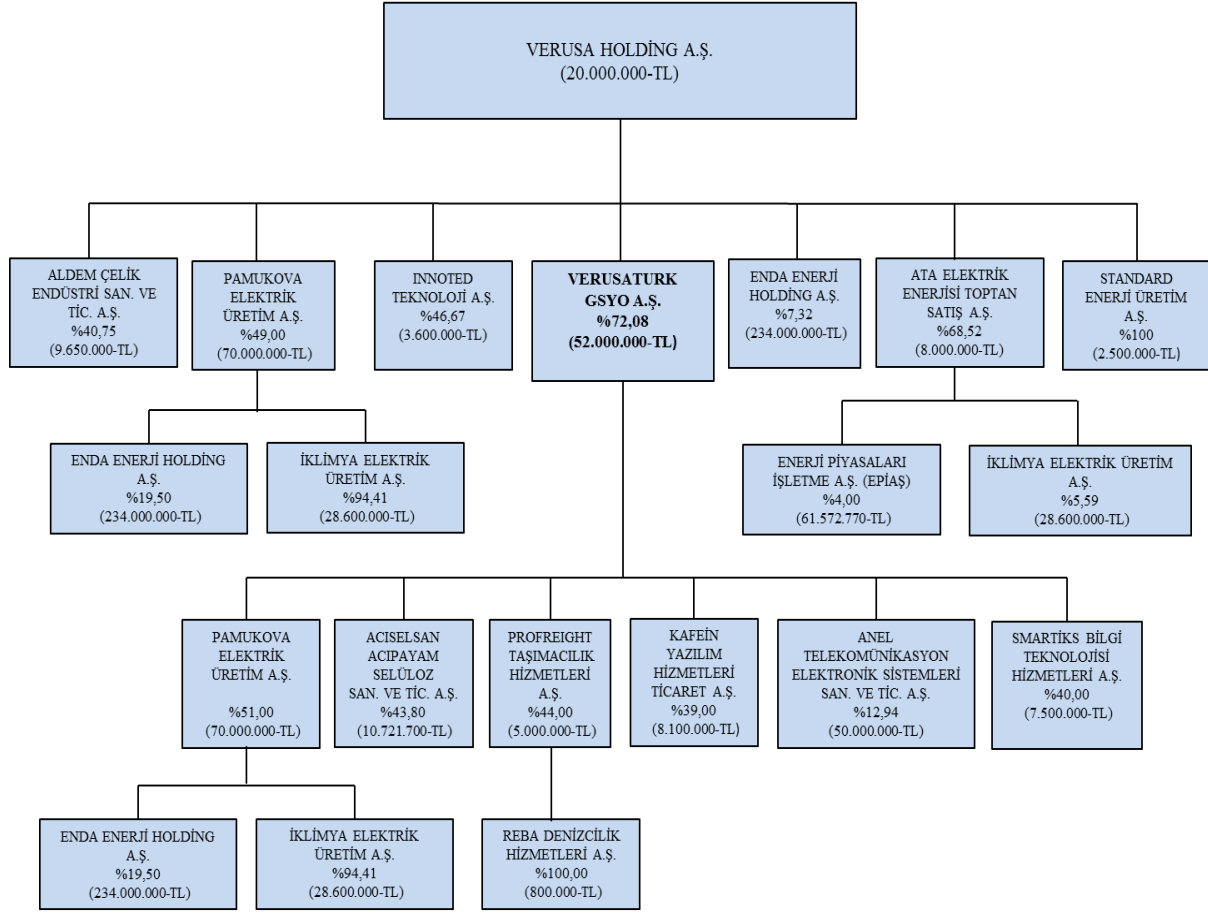 VERUSA HOLDİNG A.Ş.
(20.000.000-TL)
ALDEM ÇELİK
ENDÜSTRİ SAN. VE
TİC. A.Ş.
%40,75
(9.650.000-TL)
PAMUKOVA
ELEKTRİK
ÜRETİM A.Ş.
%49,00
(70.000.000-TL)
INNOTED
TEKNOLOJİ A.Ş.
%46,67
(3.600.000-TL)
VERUSATURK
GSYO A.Ş.
%72,08
(52.000.000-TL)
ENDA ENERJİ
HOLDİNG A.Ş.
%7,32
(234.000.000-TL)
ATA ELEKTRİK
ENERJİSİ TOPTAN
SATIŞ A.Ş.
%68,52
(8.000.000-TL)
STANDARD
ENERJİ ÜRETİM
A.Ş.
%100
(2.500.000-TL)
ENDA ENERJİ HOLDİNG
A.Ş.
%19,50
(234.000.000-TL)
İKLİMYA ELEKTRİK
ÜRETİM A.Ş.
%94,41
(28.600.000-TL)
ENERJİ PİYASALARI
İŞLETME A.Ş. (EPİAŞ)
%4,00
(61.572.770-TL)
İKLİMYA ELEKTRİK ÜRETİM
A.Ş.
%5,59
(28.600.000-TL)
PAMUKOVA
ELEKTRİK
ÜRETİM A.Ş.
%51,00
(70.000.000-TL)
ACISELSAN
ACIPAYAM
SELÜLOZ
SAN. VE TİC. A.Ş.
%43,80
(10.721.700-TL)
PROFREIGHT
TAŞIMACILIK
HİZMETLERİ
A.Ş.
%44,00
(5.000.000-TL)
KAFEİN
YAZILIM
HİZMETLERİ
TİCARET A.Ş.
%39,00
(8.100.000-TL)
ANEL
TELEKOMÜNİKASYON
ELEKTRONİK SİSTEMLERİ
SAN. VE TİC. A.Ş.
%12,94
(50.000.000-TL)
SMARTİKS BİLGİ
TEKNOLOJİSİ
HİZMETLERİ A.Ş.
%40,00
(7.500.000-TL)
ENDA ENERJİ HOLDİNG
A.Ş.
%19,50
(234.000.000-TL)
İKLİMYA ELEKTRİK
ÜRETİM A.Ş.
%94,41
(28.600.000-TL)
REBA DENİZCİLİK
HİZMETLERİ A.Ş.
%100,00
(800.000-TL)